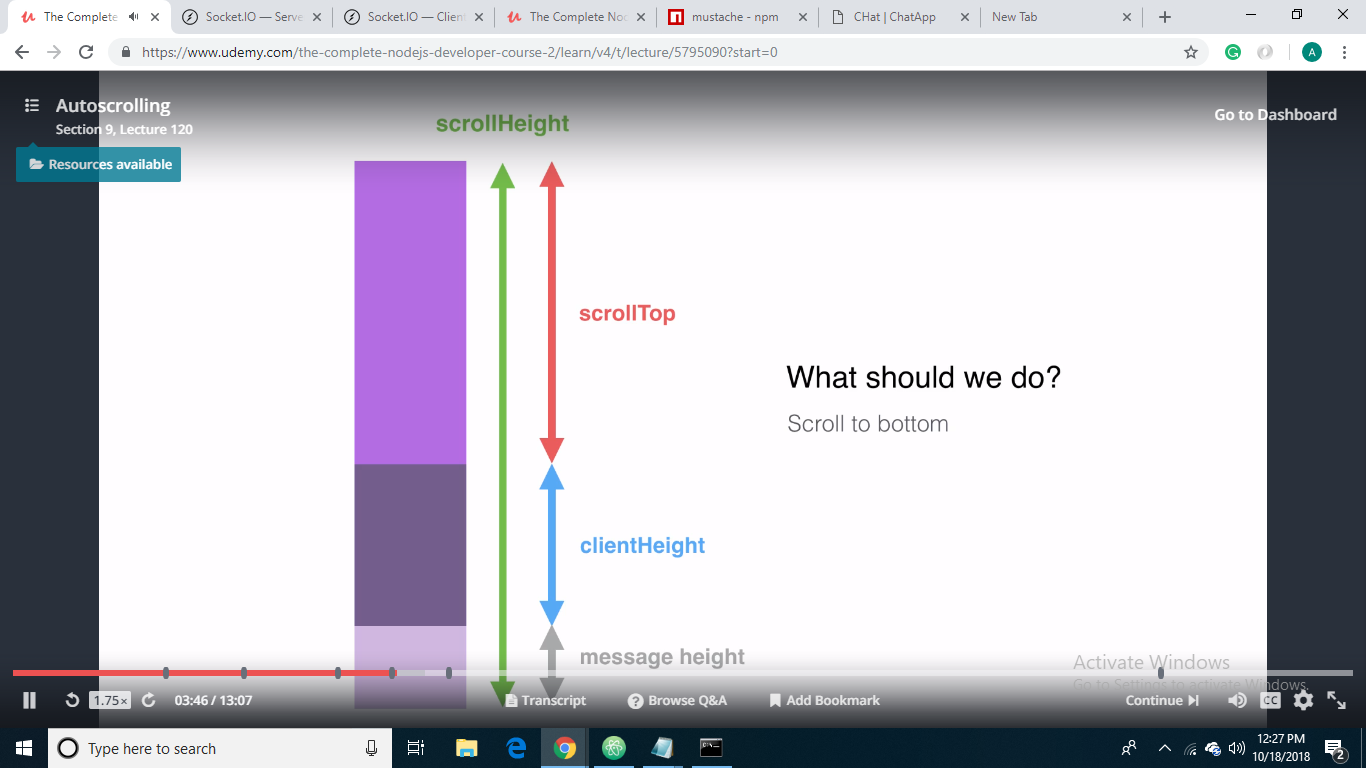 The Complete
Socket.IO — Serve
Socket.IO — Client
The Complete Nod
mustache - npm
CHat | ChatApp
New Tab
https://www.udemy.com/the-complete-nodejs-developer-course-2/learn/v4/t/lecture/5795090?start=0
A
Autoscrolling
Section 9, Lecture 120
Resources available
Go to Dashboard
scrollHeight
scrollTop
What should we do?
Scroll to bottom
clientHeight
message height
Activate Windows
Go to Settings to activate Windows.
1.75×
03:46 / 13:07
Transcript
Browse Q&A
Add Bookmark
Continue
CC
Type here to search
12:27 PM
10/18/2018
2